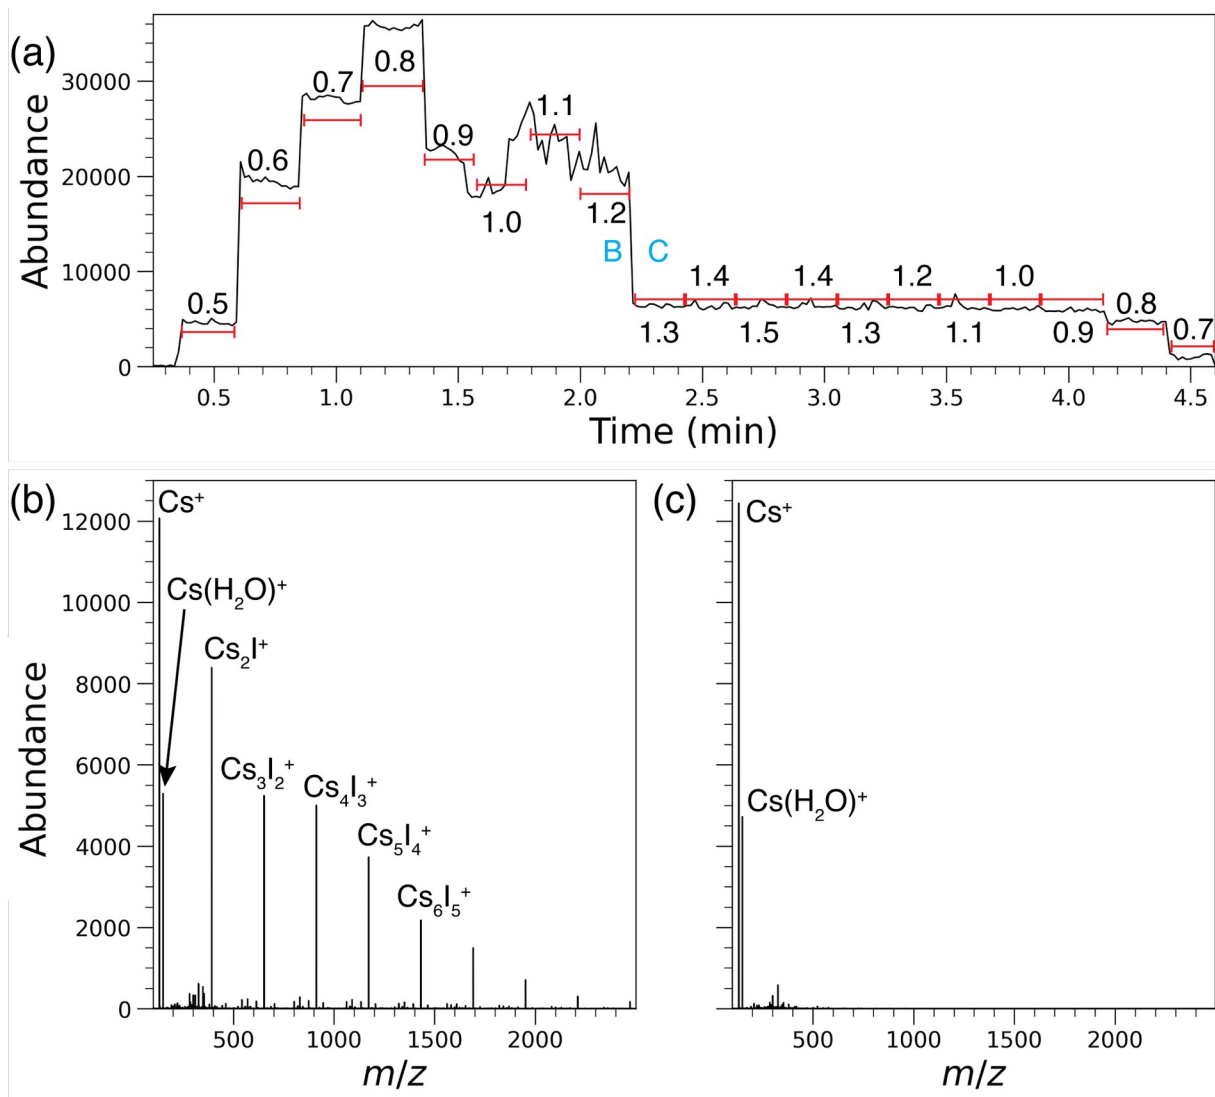 (a)
Abundance
30000
20000
10000
0
0.5
0.6
0.7
0.8
0.9
1.0
1.1
1.2
B C
1.4 1.4 1.2 1.0 0.8
1.3 1.5 1.3 1.1 0.9 0.7
0.5 1.0 1.5 2.0 2.5 3.0 3.5 4.0 4.5
Time (min)
(b)
Abundance
12000
10000
8000
6000
4000
2000
0
Cs⁺
Cs(H₂O)⁺
Cs₂I⁺
Cs₃I₂⁺
Cs₄I₃⁺
Cs₅I₄⁺
Cs₆I₅⁺
500 1000 1500 2000
m/z
(c)
Cs⁺
Cs(H₂O)⁺
500 1000 1500 2000
m/z